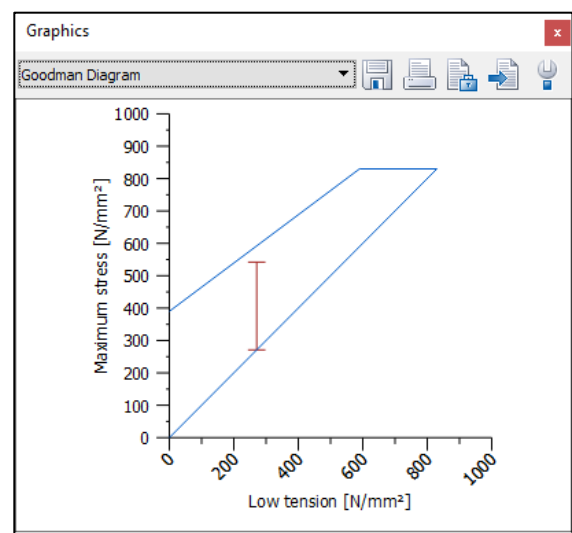 Graphics
x
Goodman Diagram
1000
900
800
700
600
500
400
300
200
100
0
Maximum stress [N/mm²]
0 200 400 600 800 1000
Low tension [N/mm²]